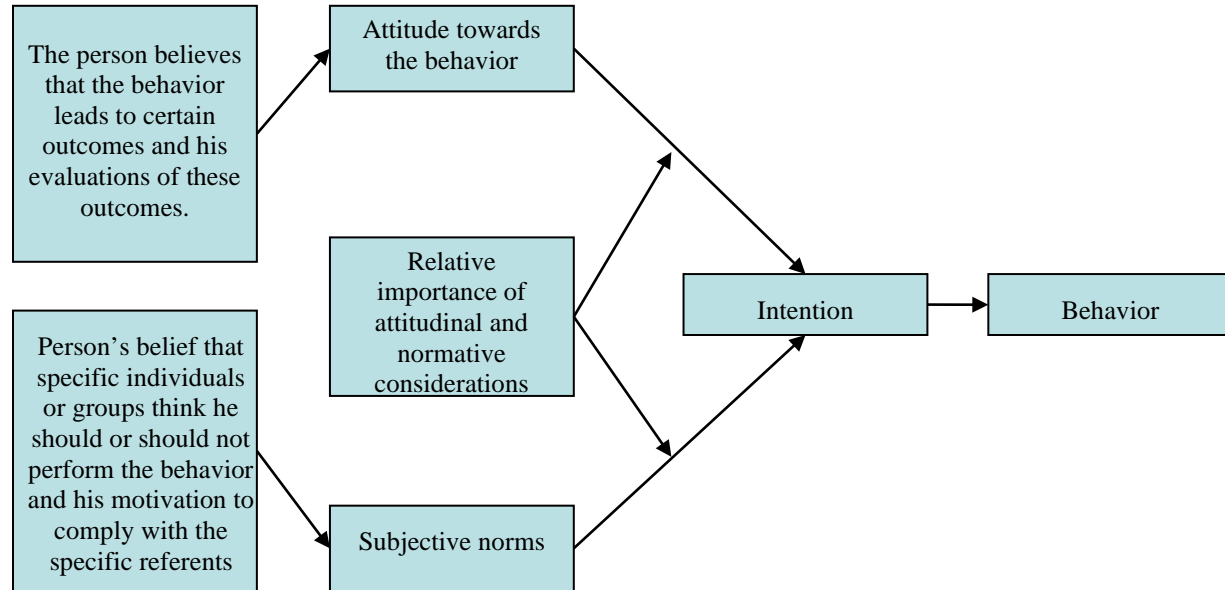 The person believes
that the behavior
leads to certain
outcomes and his
evaluations of these
outcomes.
Attitude towards
the behavior
Relative
importance of
attitudinal and
normative
considerations
Intention
Behavior
Person’s belief that
specific individuals
or groups think he
should or should not
perform the behavior
and his motivation to
comply with the
specific referents
Subjective norms